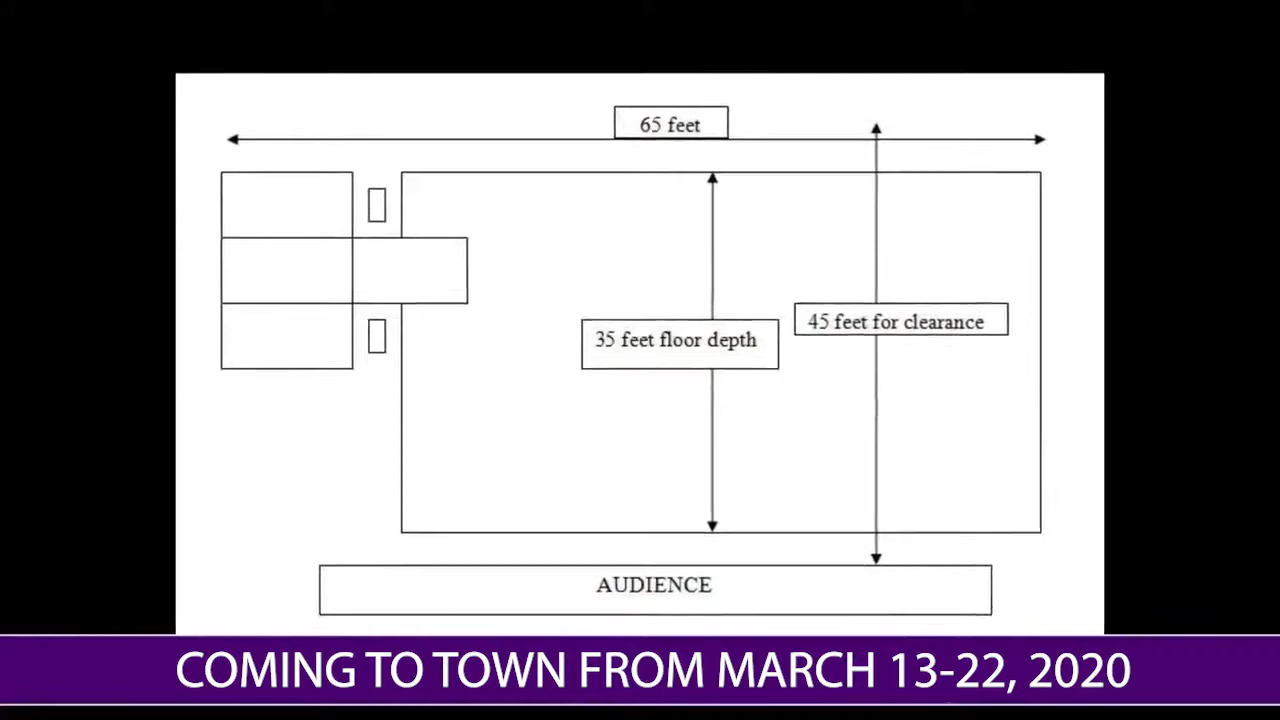 65 feet
45 feet for clearance
35 feet floor depth
AUDIENCE
COMING TO TOWN FROM MARCH 13-22, 2020